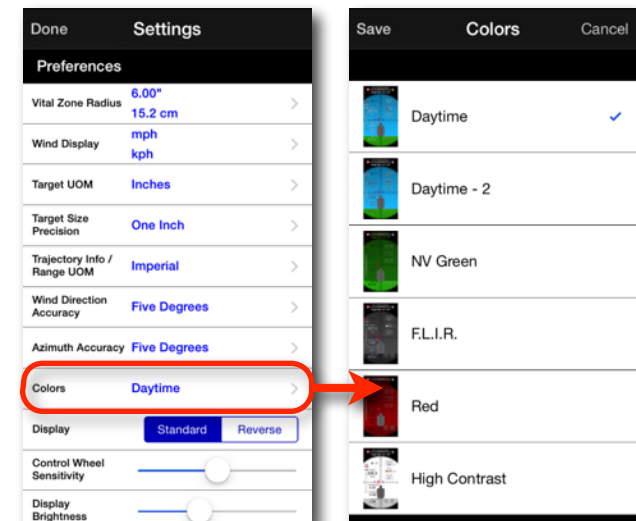 Done Settings
Preferences
Vital Zone Radius 6.00"
15.2 cm
Wind Display mph
kph
Target UOM Inches
Target Size
Precision One Inch
Trajectory Info /
Range UOM Imperial
Wind Direction
Accuracy Five Degrees
Azimuth Accuracy Five Degrees
Colors Daytime
Display Standard Reverse
Control Wheel
Sensitivity
Display
Brightness
Save Colors Cancel
Daytime
Daytime - 2
NV Green
F.L.I.R.
Red
High Contrast